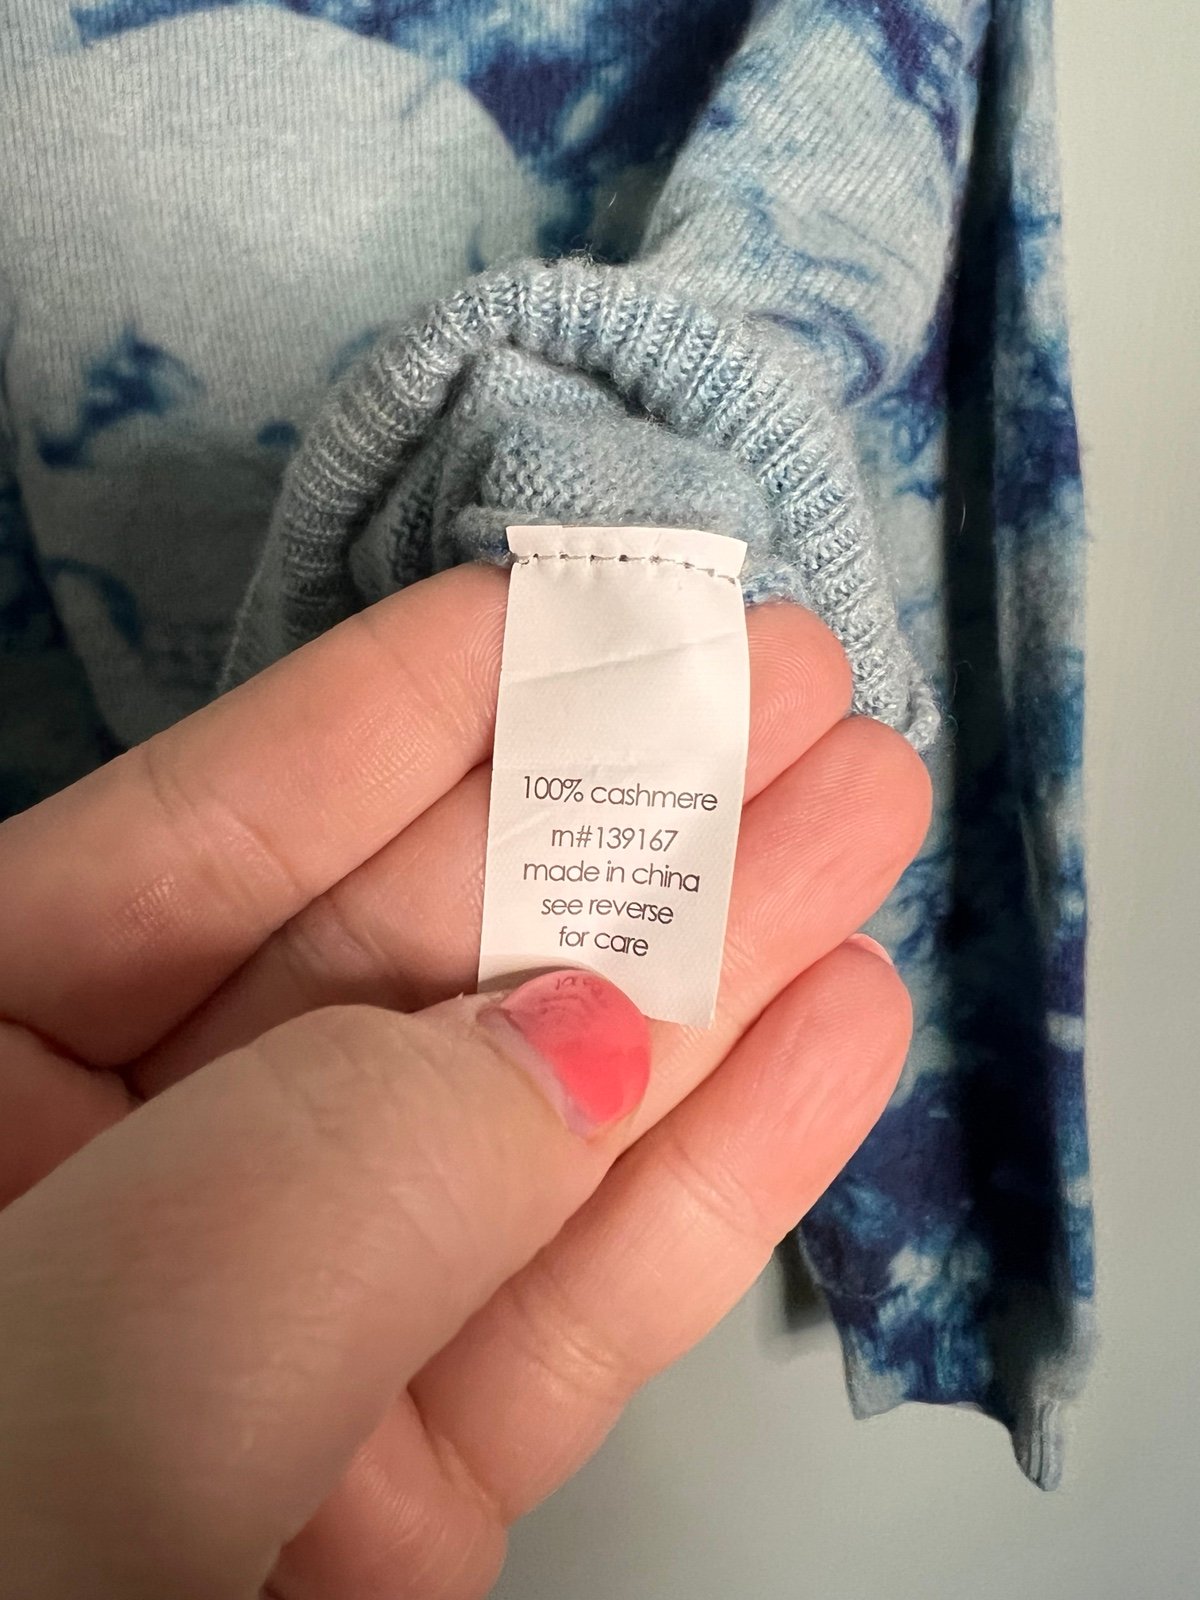 100% cashmere
m#139167
made in china
see reverse
for care